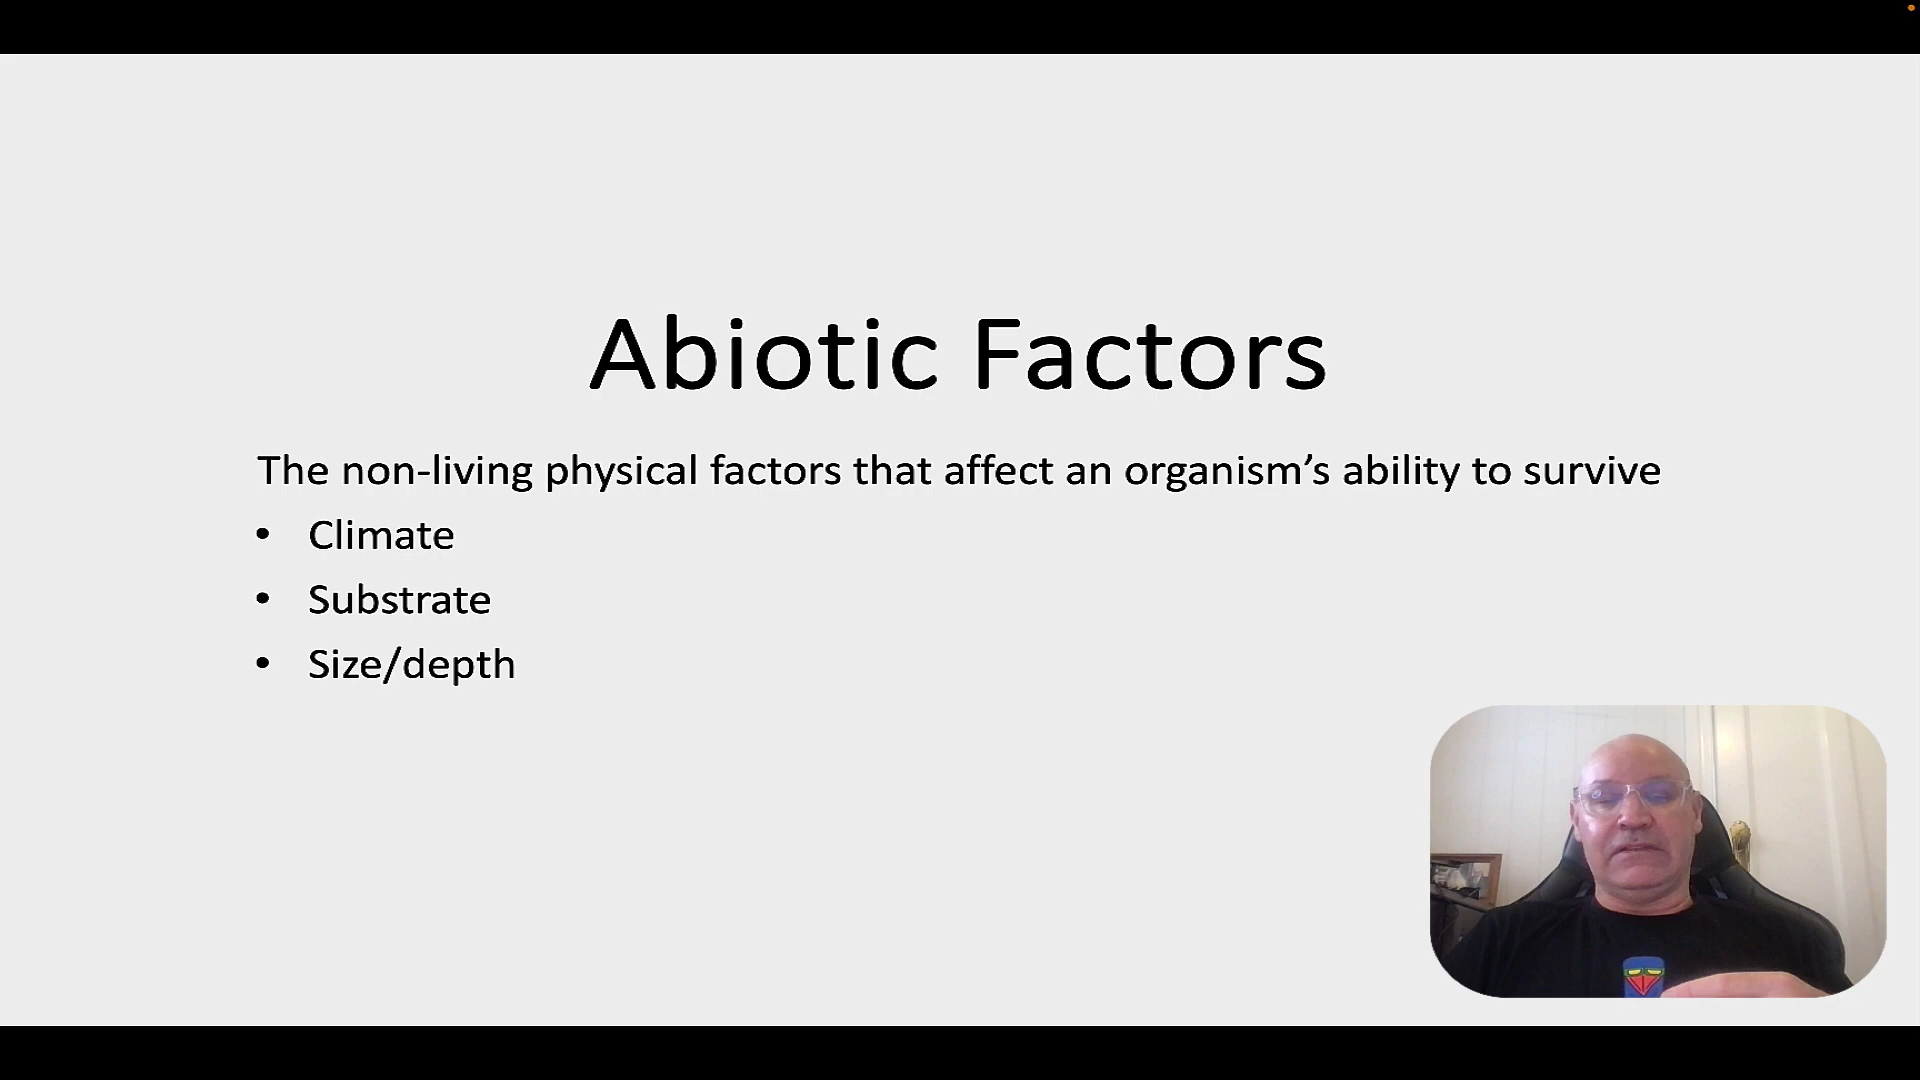 Abiotic Factors
The non-living physical factors that affect an organism’s ability to survive
• Climate
• Substrate
• Size/depth